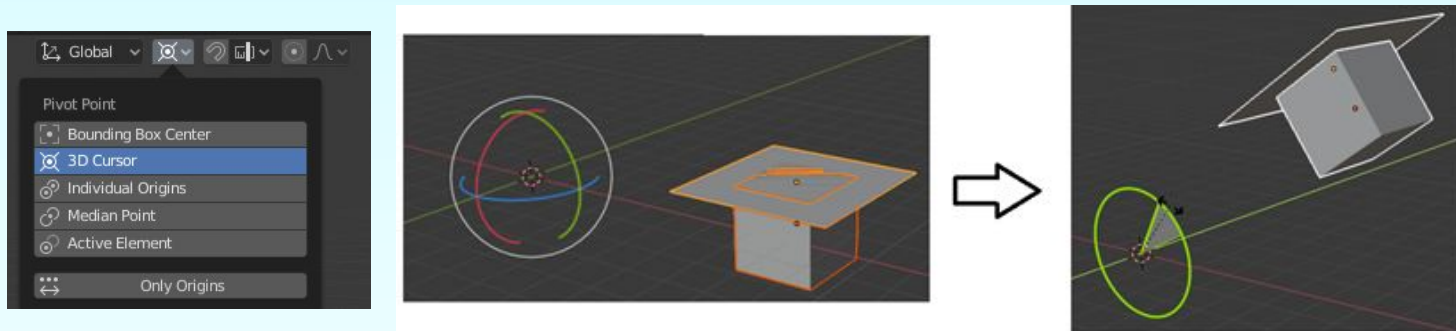 Global
Pivot Point
Bounding Box Center
3D Cursor
Individual Origins
Median Point
Active Element
Only Origins